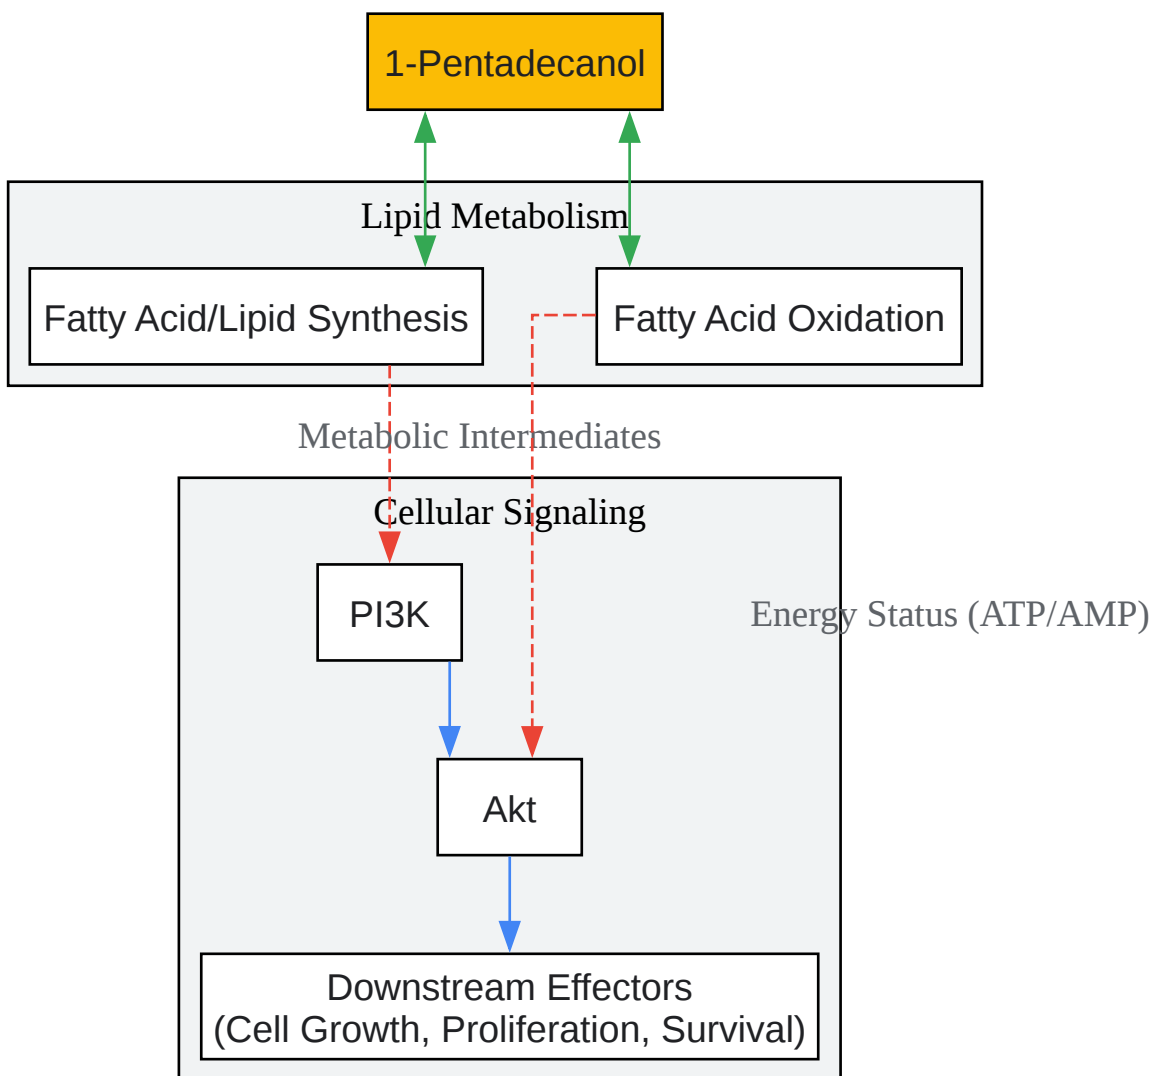 1-Pentadecanol
Lipid Metabolism
Fatty Acid/Lipid Synthesis
Fatty Acid Oxidation
Metabolic Intermediates
Cellular Signaling
PI3K
Energy Status (ATP/AMP)
Akt
Downstream Effectors
(Cell Growth, Proliferation, Survival)